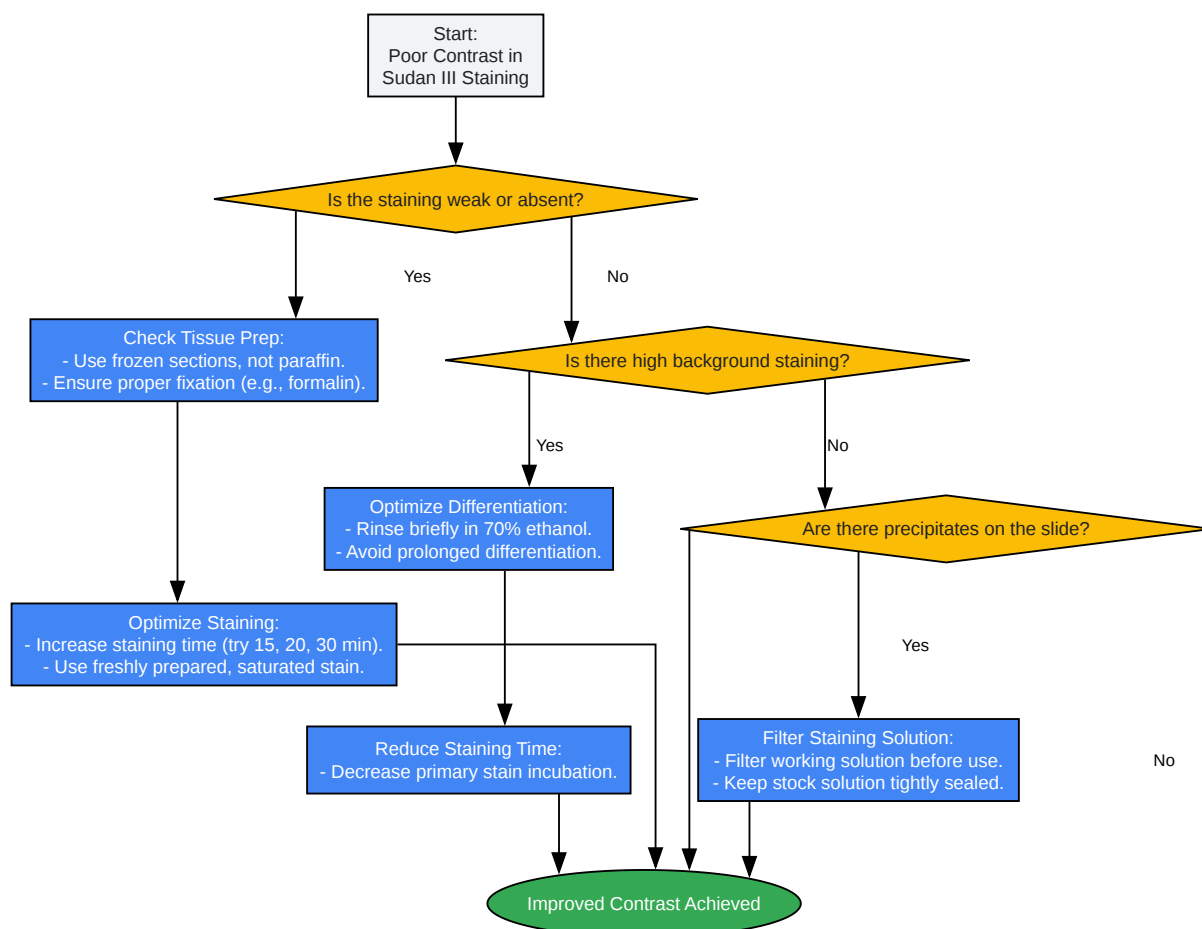 Start:
Poor Contrast in
Sudan III Staining
Is the staining weak or absent?
Yes
No
Check Tissue Prep:
- Use frozen sections, not paraffin.
- Ensure proper fixation (e.g., formalin).
Is there high background staining?
Yes
No
Optimize Differentiation:
- Rinse briefly in 70% ethanol.
- Avoid prolonged differentiation.
Are there precipitates on the slide?
Optimize Staining:
- Increase staining time (try 15, 20, 30 min).
- Use freshly prepared, saturated stain.
Yes
Reduce Staining Time:
- Decrease primary stain incubation.
Filter Staining Solution:
- Filter working solution before use.
- Keep stock solution tightly sealed.
No
Improved Contrast Achieved